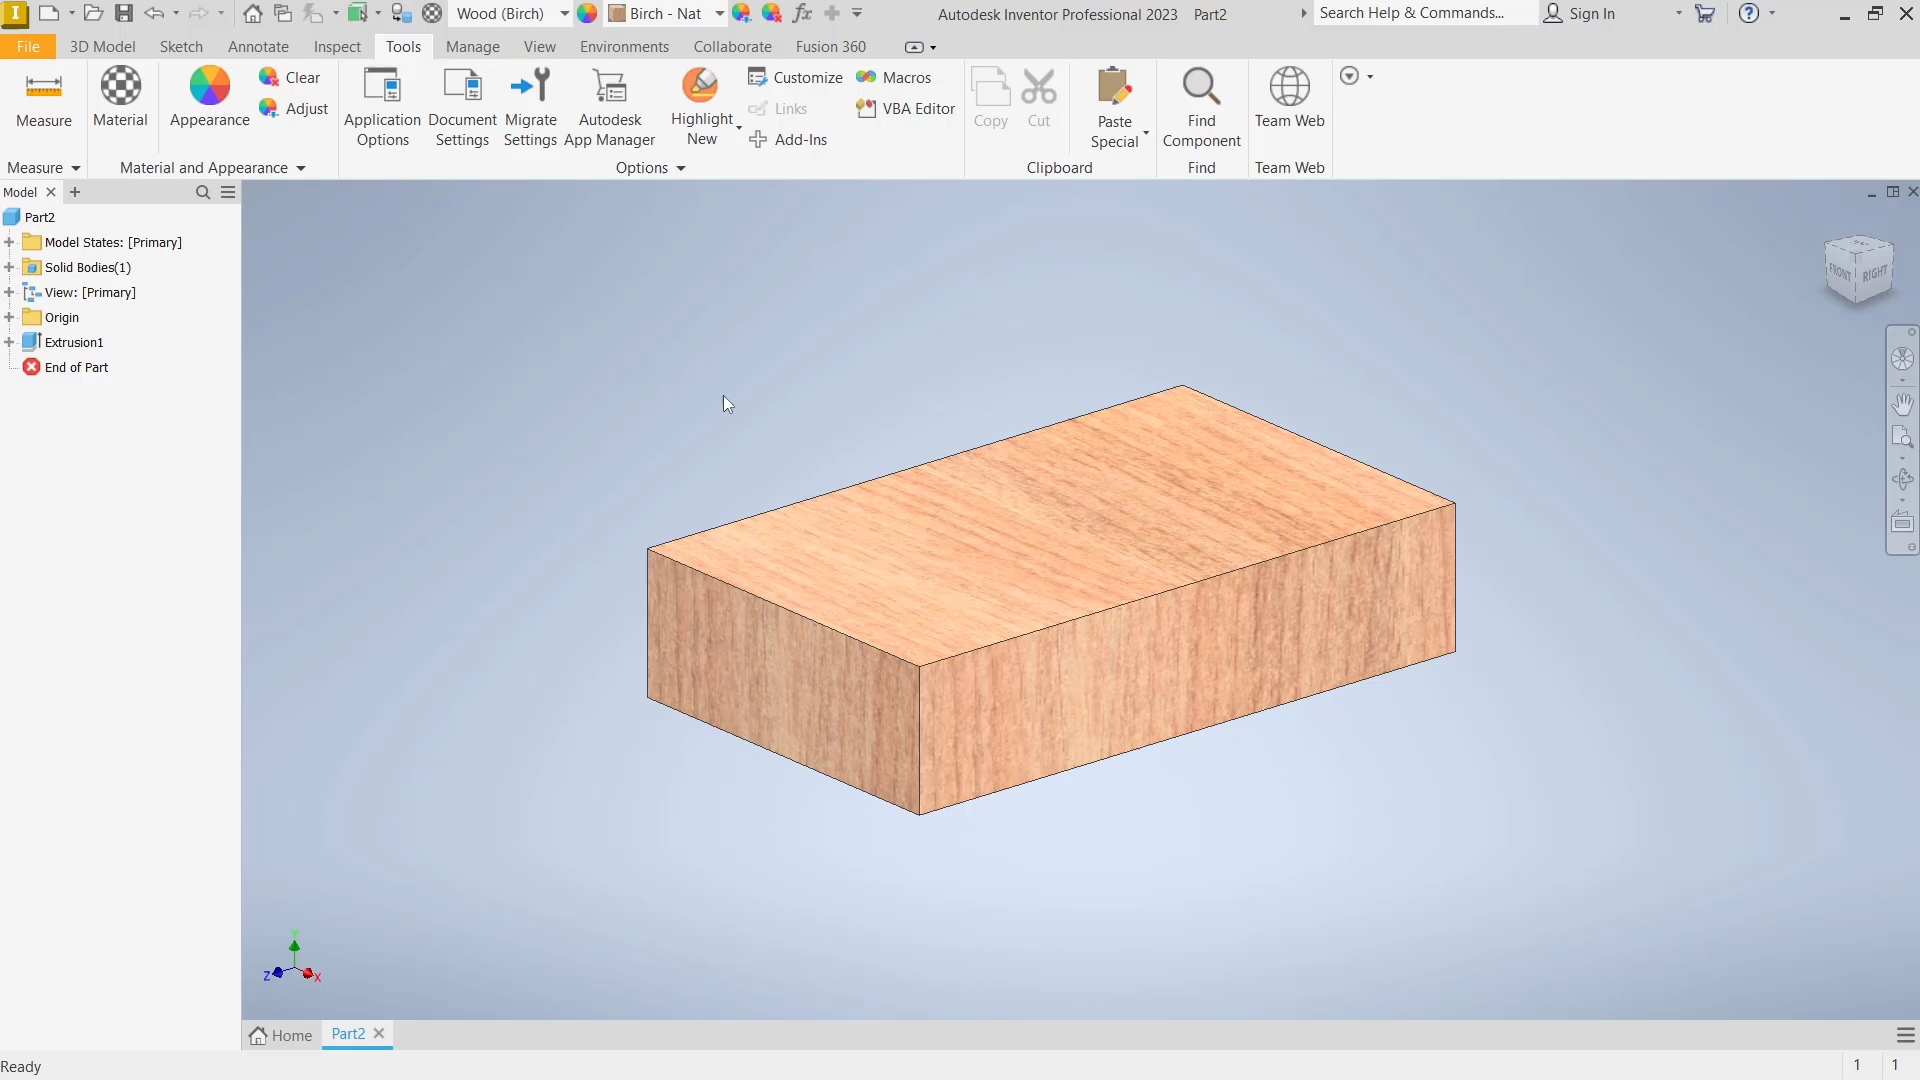 I Wood (Birch) Birch - Nat fx Autodesk Inventor Professional 2023 Part2 Search Help & Commands... Sign In ?
File 3D Model Sketch Annotate Inspect Tools Manage View Environments Collaborate Fusion 360
Measure
Material
Appearance
Clear
Adjust
Application Options
Document Settings
Migrate Settings
Autodesk App Manager
Highlight New
Customize
Links
Add-Ins
Macros
VBA Editor
Copy
Cut
Paste Special
Find Component
Team Web
Measure Material and Appearance Options Clipboard Find Team Web
Model
Part2
Model States: [Primary]
Solid Bodies(1)
View: [Primary]
Origin
Extrusion1
End of Part
FRONT RIGHT
Y
Z X
Home Part2
Ready 1 1